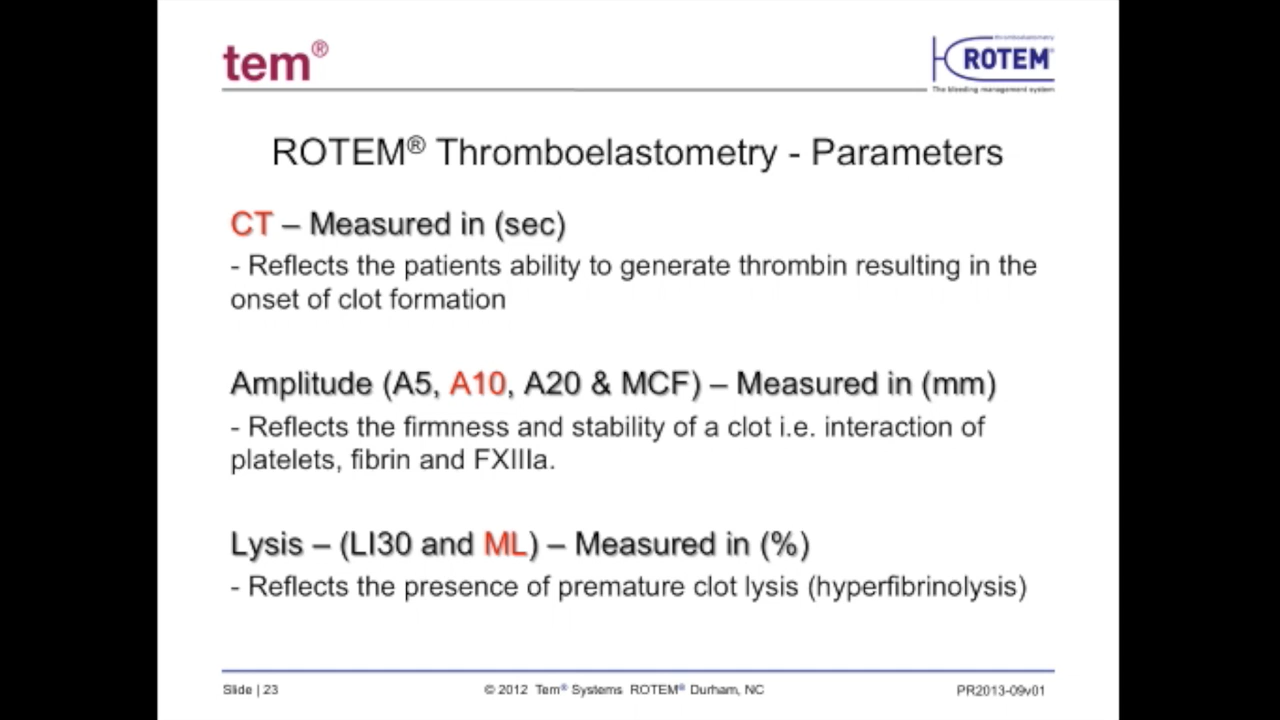 tem®
thromboelastometry
ROTEM®
The bleeding management system
ROTEM® Thromboelastometry - Parameters
CT – Measured in (sec)
- Reflects the patients ability to generate thrombin resulting in the
onset of clot formation
Amplitude (A5, A10, A20 & MCF) – Measured in (mm)
- Reflects the firmness and stability of a clot i.e. interaction of
platelets, fibrin and FXIIIa.
Lysis – (LI30 and ML) – Measured in (%)
- Reflects the presence of premature clot lysis (hyperfibrinolysis)
Slide | 23
© 2012 Tem® Systems ROTEM® Durham, NC
PR2013-09v01